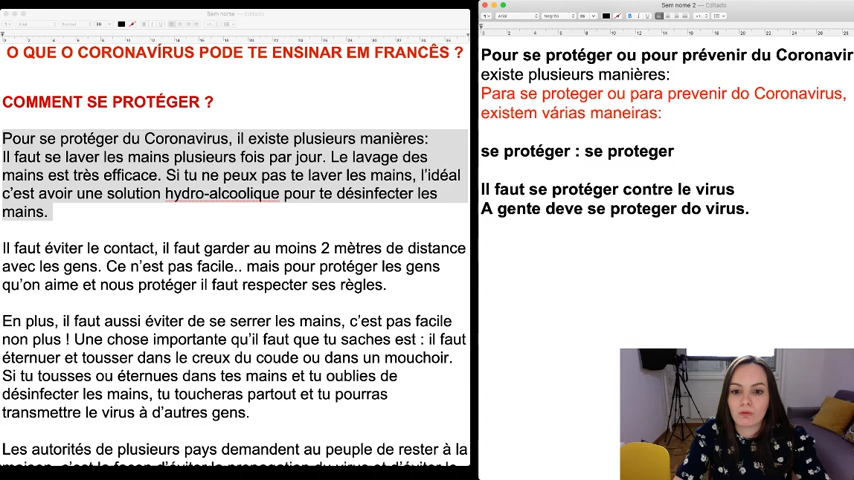 Sem nome — Editado
O QUE O CORONAVÍRUS PODE TE ENSINAR EM FRANCÊS ?
COMMENT SE PROTÉGER ?
Pour se protéger du Coronavirus, il existe plusieurs manières:
Il faut se laver les mains plusieurs fois par jour. Le lavage des
mains est très efficace. Si tu ne peux pas te laver les mains, l'idéal
c'est avoir une solution hydro-alcoolique pour te désinfecter les
mains.
Il faut éviter le contact, il faut garder au moins 2 mètres de distance
avec les gens. Ce n'est pas facile.. mais pour protéger les gens
qu'on aime et nous protéger il faut respecter ses règles.
En plus, il faut aussi éviter de se serrer les mains, c'est pas facile
non plus ! Une chose importante qu'il faut que tu saches est : il faut
éternuer et tousser dans le creux du coude ou dans un mouchoir.
Si tu tousses ou éternues dans tes mains et tu oublies de
désinfecter les mains, tu toucheras partout et tu pourras
transmettre le virus à d'autres gens.
Les autorités de plusieurs pays demandent au peuple de rester à la
Sem nome 2 — Editado
Pour se protéger ou pour prévenir du Coronavir
existe plusieurs manières:
Para se proteger ou para prevenir do Coronavirus,
existem várias maneiras:
se protéger : se proteger
Il faut se protéger contre le virus
A gente deve se proteger do virus.